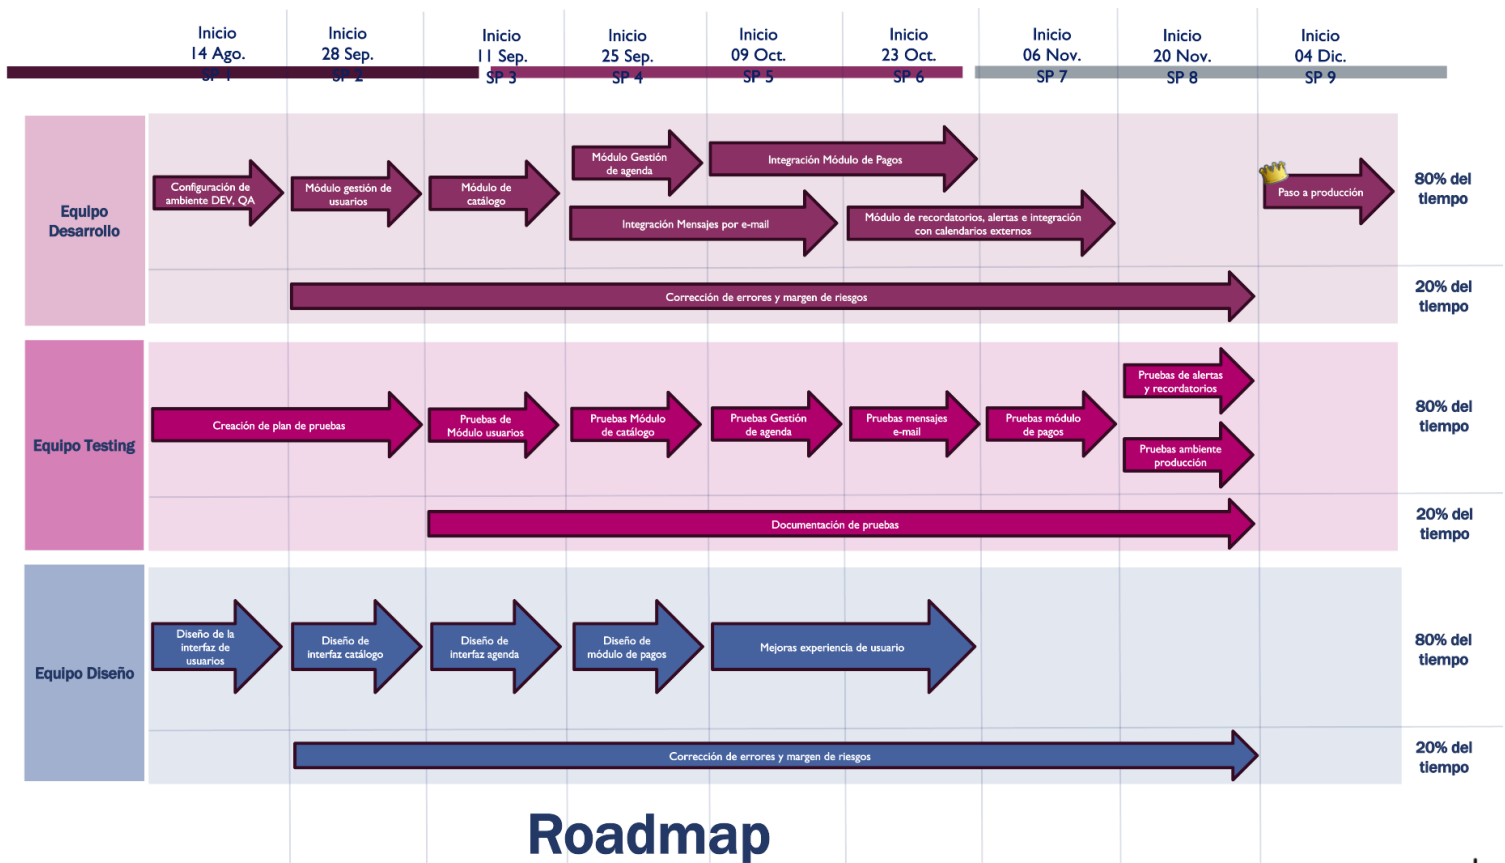 Inicio
14 Ago.
SP 1
Inicio
28 Sep.
SP 2
Inicio
11 Sep.
SP 3
Inicio
25 Sep.
SP 4
Inicio
09 Oct.
SP 5
Inicio
23 Oct.
SP 6
Inicio
06 Nov.
SP 7
Inicio
20 Nov.
SP 8
Inicio
04 Dic.
SP 9
Equipo
Desarrollo
Configuración de
ambiente DEV, QA
Módulo gestión de
usuarios
Módulo de
catálogo
Módulo Gestión
de agenda
Integración Módulo de Pagos
Integración Mensajes por e-mail
Módulo de recordatorios, alertas e integración
con calendarios externos
Paso a producción
80% del
tiempo
Corrección de errores y margen de riesgos
20% del
tiempo
Equipo Testing
Creación de plan de pruebas
Pruebas de
Módulo usuarios
Pruebas Módulo
de catálogo
Pruebas Gestión
de agenda
Pruebas mensajes
e-mail
Pruebas módulo
de pagos
Pruebas de alertas
y recordatorios
Pruebas ambiente
producción
80% del
tiempo
Documentación de pruebas
20% del
tiempo
Equipo Diseño
Diseño de la
interfaz de
usuarios
Diseño de
interfaz catálogo
Diseño de
interfaz agenda
Diseño de
módulo de pagos
Mejoras experiencia de usuario
80% del
tiempo
Corrección de errores y margen de riesgos
20% del
tiempo
Roadmap